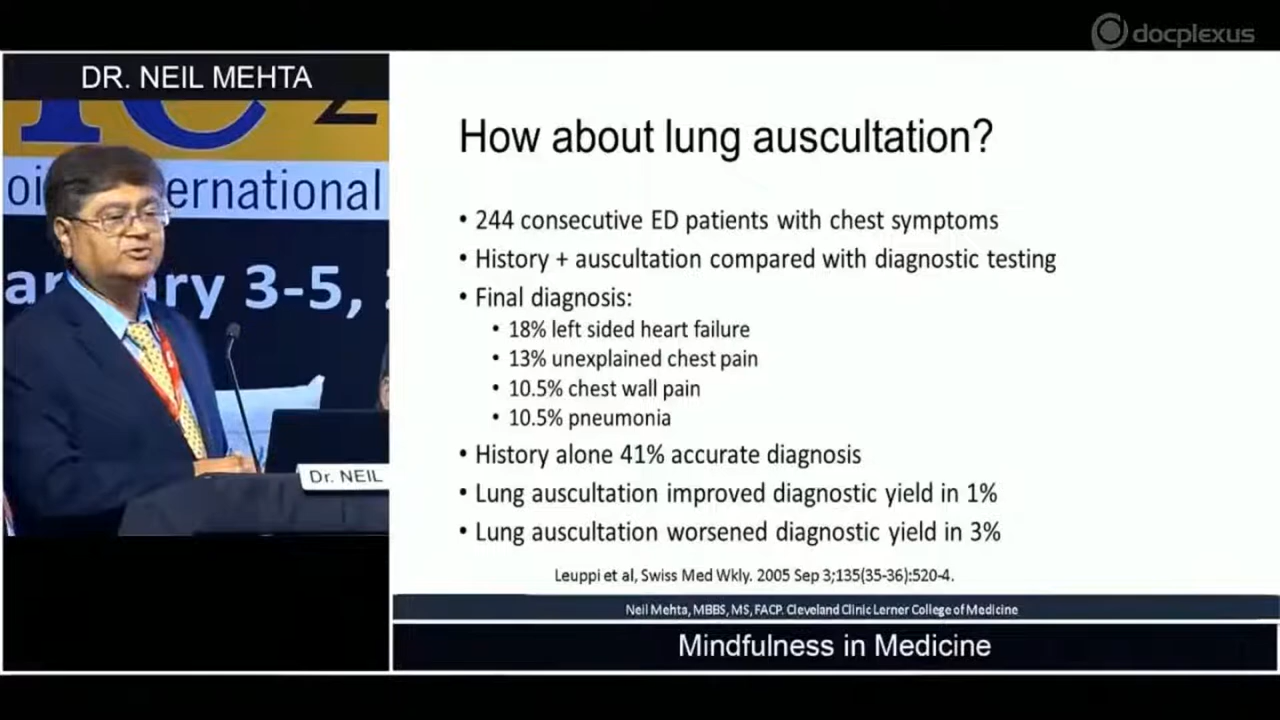 docplexus
DR. NEIL MEHTA
ernational
ary 3-5,
Dr. NEIL
How about lung auscultation?
• 244 consecutive ED patients with chest symptoms
• History + auscultation compared with diagnostic testing
• Final diagnosis:
• 18% left sided heart failure
• 13% unexplained chest pain
• 10.5% chest wall pain
• 10.5% pneumonia
• History alone 41% accurate diagnosis
• Lung auscultation improved diagnostic yield in 1%
• Lung auscultation worsened diagnostic yield in 3%
Leuppi et al, Swiss Med Wkly. 2005 Sep 3;135(35-36):520-4.
Neil Mehta, MBBS, MS, FACP. Cleveland Clinic Lerner College of Medicine
Mindfulness in Medicine